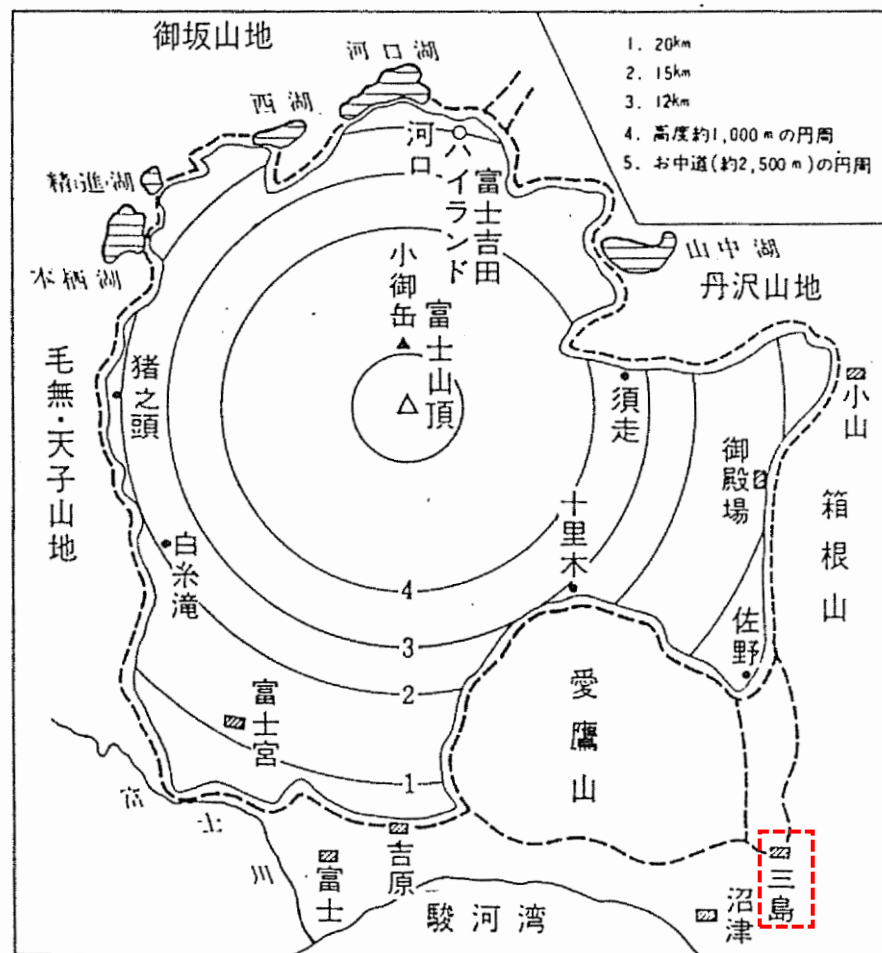 御坂山地
河口湖
西湖
精進湖
本栖湖
1. 20km
2. 15km
3. 12km
4. 高度約1,000mの円周
5. お中道(約2,500m)の円周
河口
ハイランド
富士吉田
山中湖
丹沢山地
小御岳
富士山頂
毛無・天子山地
猪之頭
須走
小山
御殿場
箱根山
十里木
白糸滝
佐野
4
3
2
1
愛鷹山
富士宮
富士川
吉原
富士
駿河湾
沼津
三島